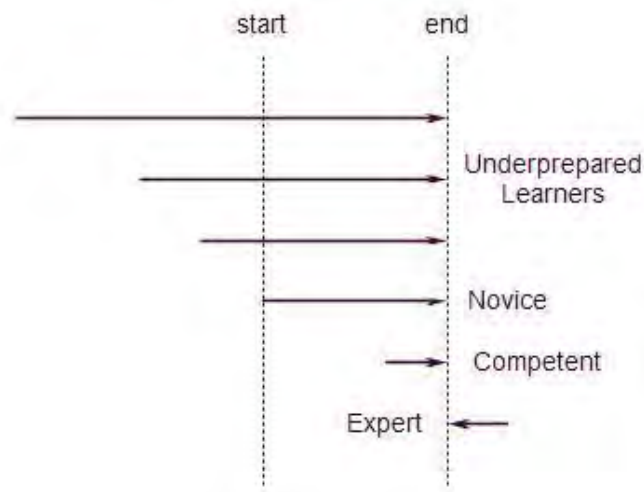 start end
Underprepared
Learners
Novice
Competent
Expert